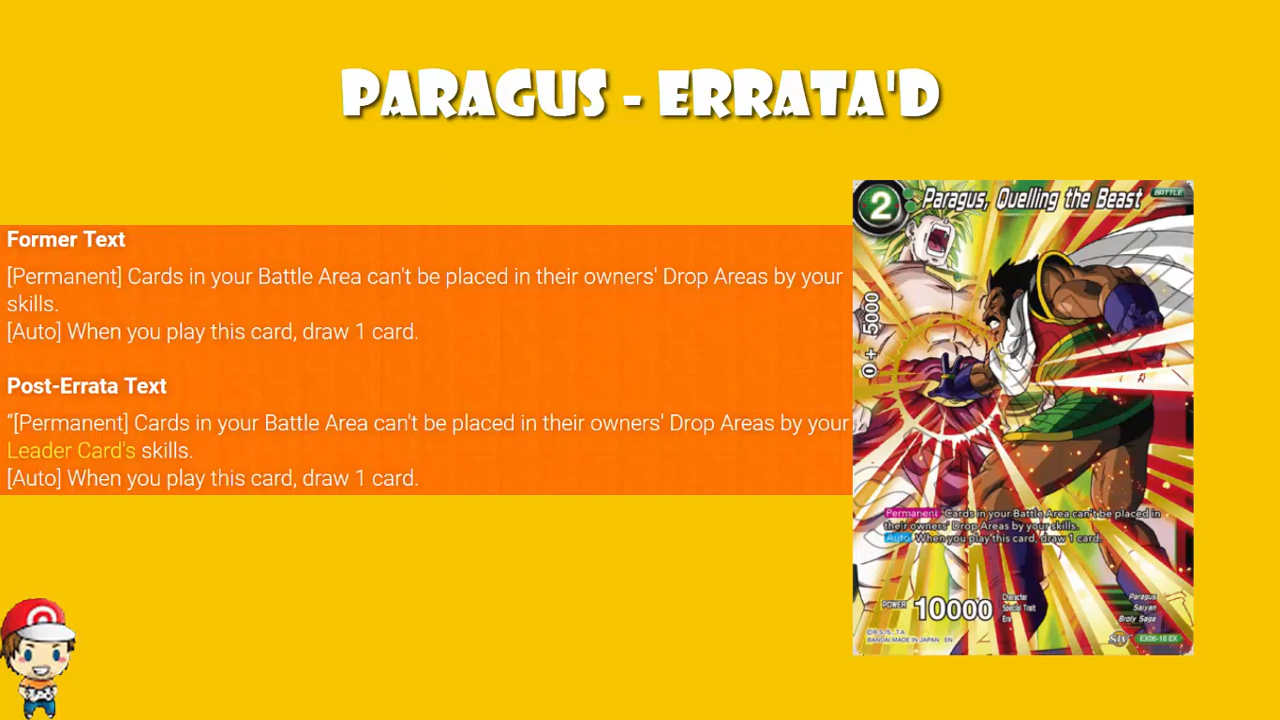 PARAGUS - ERRATA'D
Former Text
[Permanent] Cards in your Battle Area can't be placed in their owners' Drop Areas by your
skills.
[Auto] When you play this card, draw 1 card.
Post-Errata Text
“[Permanent] Cards in your Battle Area can't be placed in their owners' Drop Areas by your
Leader Card's skills.
[Auto] When you play this card, draw 1 card.
2
Paragus, Quelling the Beast
BATTLE
0 + 5000
Permanent Cards in your Battle Area can't be placed in
their owners' Drop Areas by your skills.
Auto When you play this card, draw 1 card.
POWER 10000
Character Paragus
Special Trait Saiyan
Era Broly Saga
©B.S./S., T.A.
BANDAI MADE IN JAPAN EN
EX06-18 EX